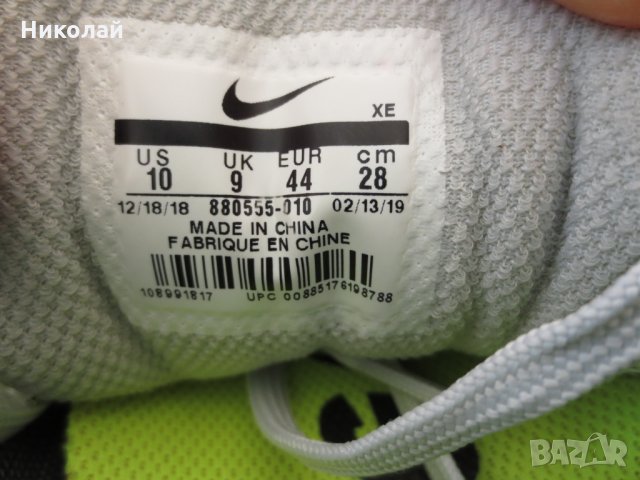 Николай
XE
US UK EUR cm
10 9 44 28
12/18/18 880555-010 02/13/19
MADE IN CHINA
FABRIQUE EN CHINE
108991817 UPC 00885176198788
BAZAR